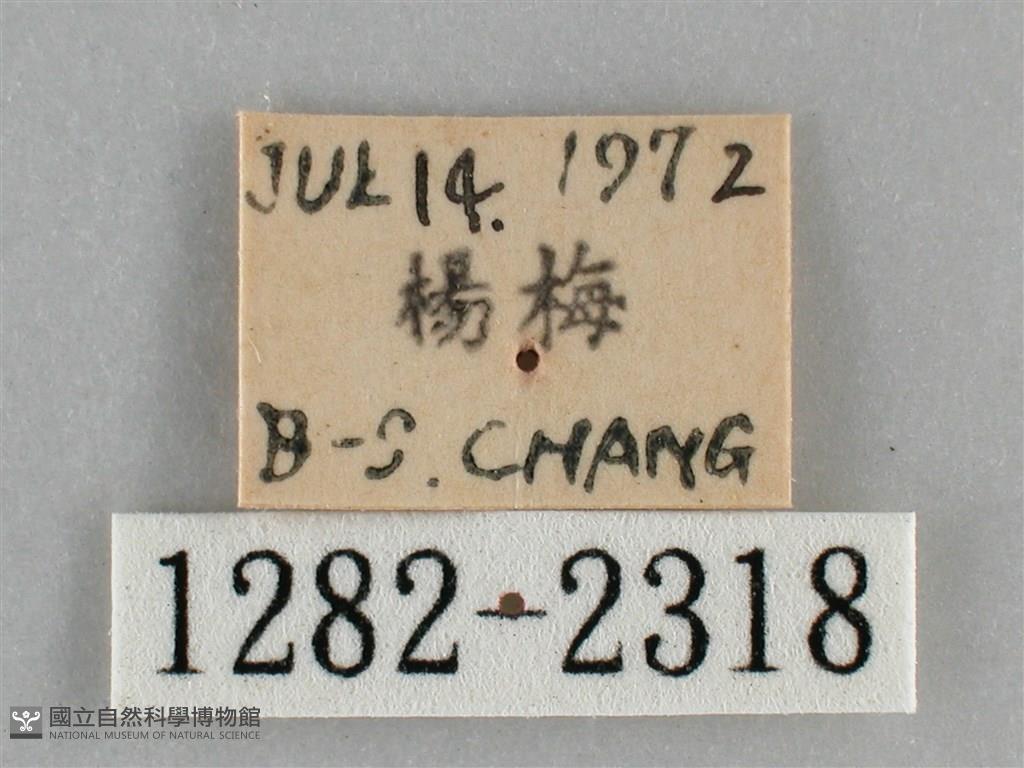 JUL 14. 1972
楊梅
B-S. CHANG
1282-2318
國立自然科學博物館
NATIONAL MUSEUM OF NATURAL SCIENCE